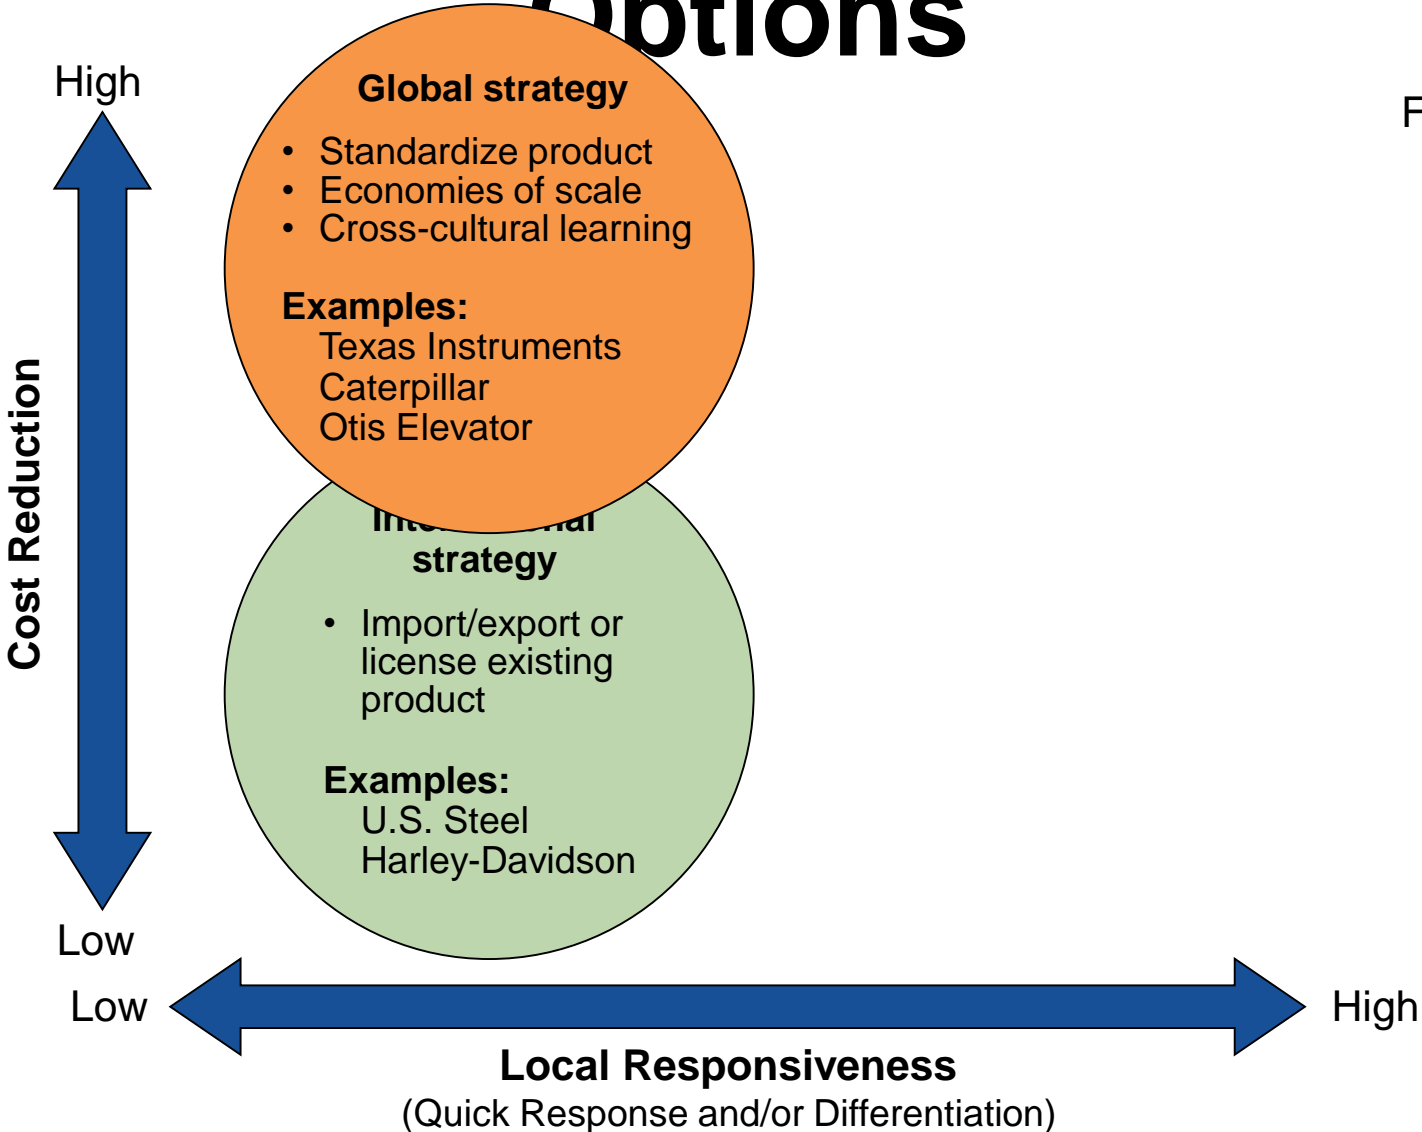 Options
High
F
Global strategy
• Standardize product
• Economies of scale
• Cross-cultural learning
Examples:
Texas Instruments
Caterpillar
Otis Elevator
Cost Reduction
strategy
• Import/export or
license existing
product
Examples:
U.S. Steel
Harley-Davidson
Low
Low
High
Local Responsiveness
(Quick Response and/or Differentiation)